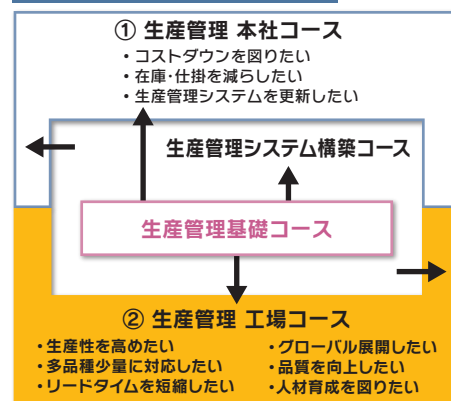 ① 生産管理 本社コース
・コストダウンを図りたい
・在庫・仕掛を減らしたい
・生産管理システムを更新したい
生産管理システム構築コース
生産管理基礎コース
② 生産管理 工場コース
・生産性を高めたい
・多品種少量に対応したい
・リードタイムを短縮したい
・グローバル展開したい
・品質を向上したい
・人材育成を図りたい